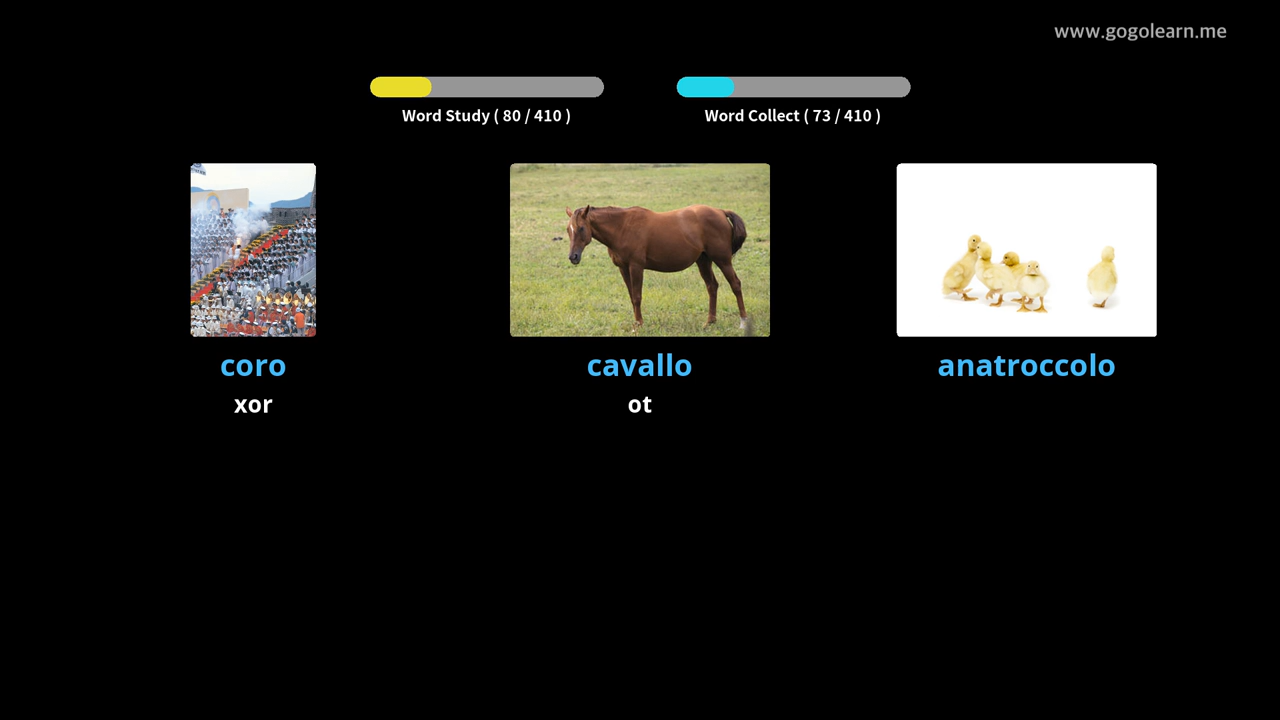 www.gogolearn.me
Word Study ( 80 / 410 )
Word Collect ( 73 / 410 )
coro
cavallo
anatroccolo
xor
ot